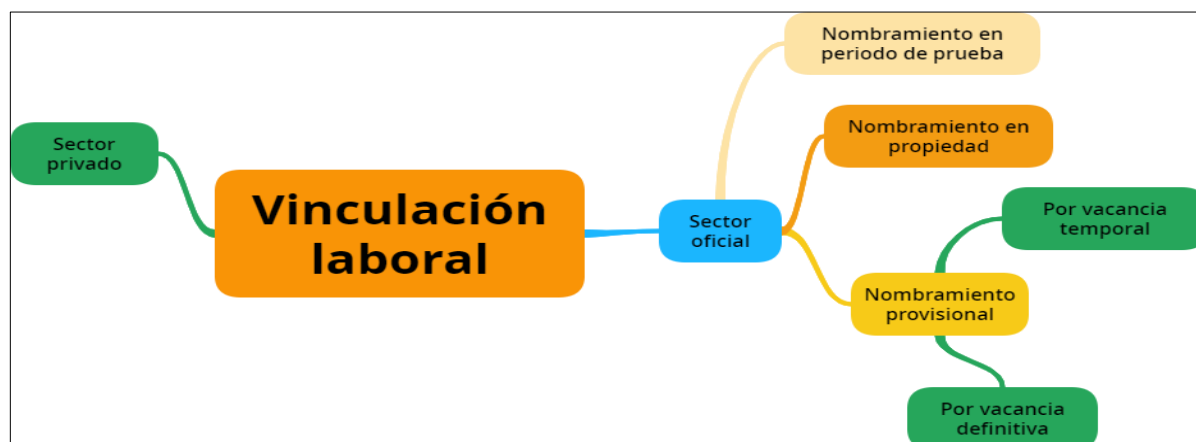 Nombramiento en
periodo de prueba
Nombramiento en
propiedad
Sector
privado
Vinculación
laboral
Sector
oficial
Por vacancia
temporal
Nombramiento
provisional
Por vacancia
definitiva